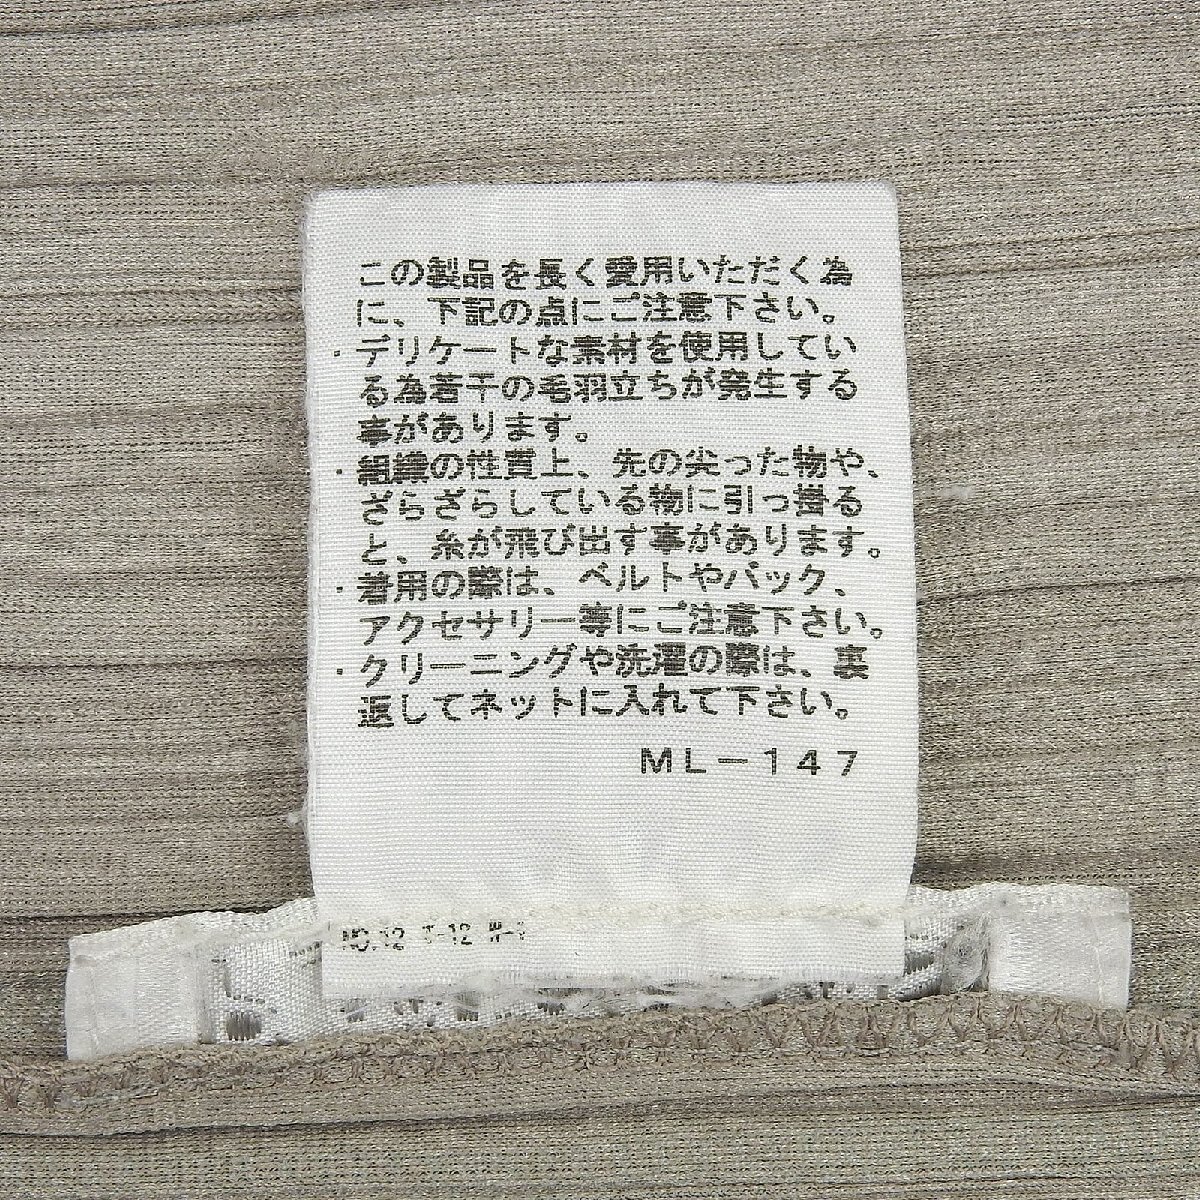 この製品を長く愛用いただく為
に、下記の点にご注意下さい。
・デリケートな素材を使用してい
る為若干の毛羽立ちが発生する
事があります。
・組織の性質上、先の尖った物や、
ざらざらしている物に引っ掛る
と、糸が飛び出す事があります。
・着用の際は、ベルトやバック、
アクセサリー等にご注意下さい。
・クリーニングや洗濯の際は、裏
返してネットに入れて下さい。
ML-147
NO.12